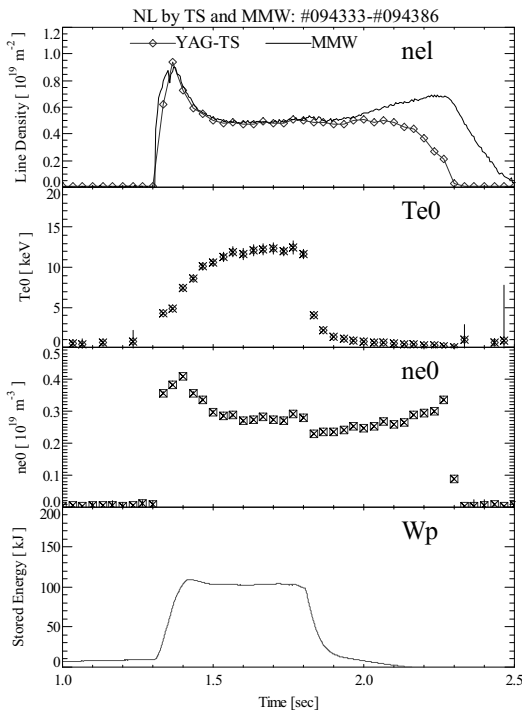 NL by TS and MMW: #094333-#094386
YAG-TS
MMW
nel
Line Density [ 10^19 m^-2 ]
1.2
1.0
0.8
0.6
0.4
0.2
0.0
Te0
Te0 [ keV ]
20
15
10
5
0
ne0
ne0 [10^19 m^-3 ]
0.5
0.4
0.3
0.2
0.1
0.0
Wp
Stored Energy [ kJ ]
200
150
100
50
0
1.0
1.5
2.0
2.5
Time [sec]